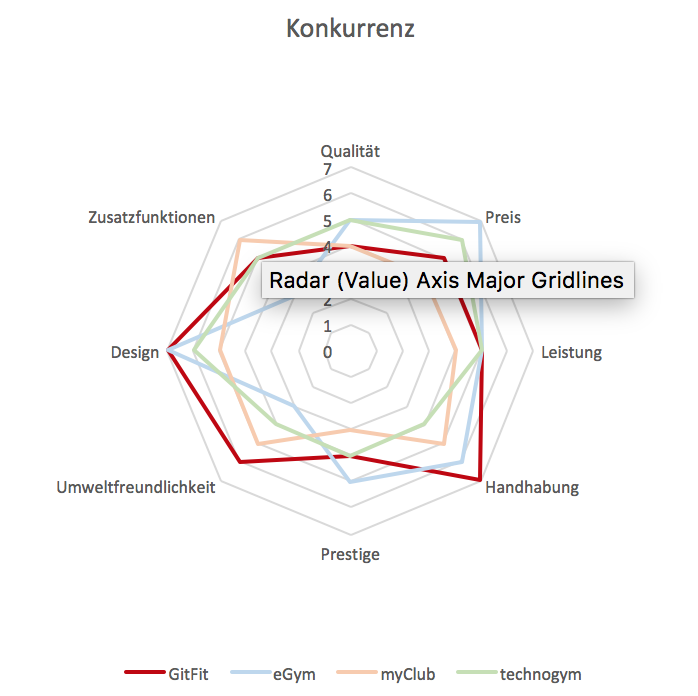 Konkurrenz
Qualität
7
Zusatzfunktionen
6
5
Preis
4
Radar (Value) Axis Major Gridlines
2
1
Design
0
Leistung
Umweltfreundlichkeit
Handhabung
Prestige
GitFit eGym myClub technogym